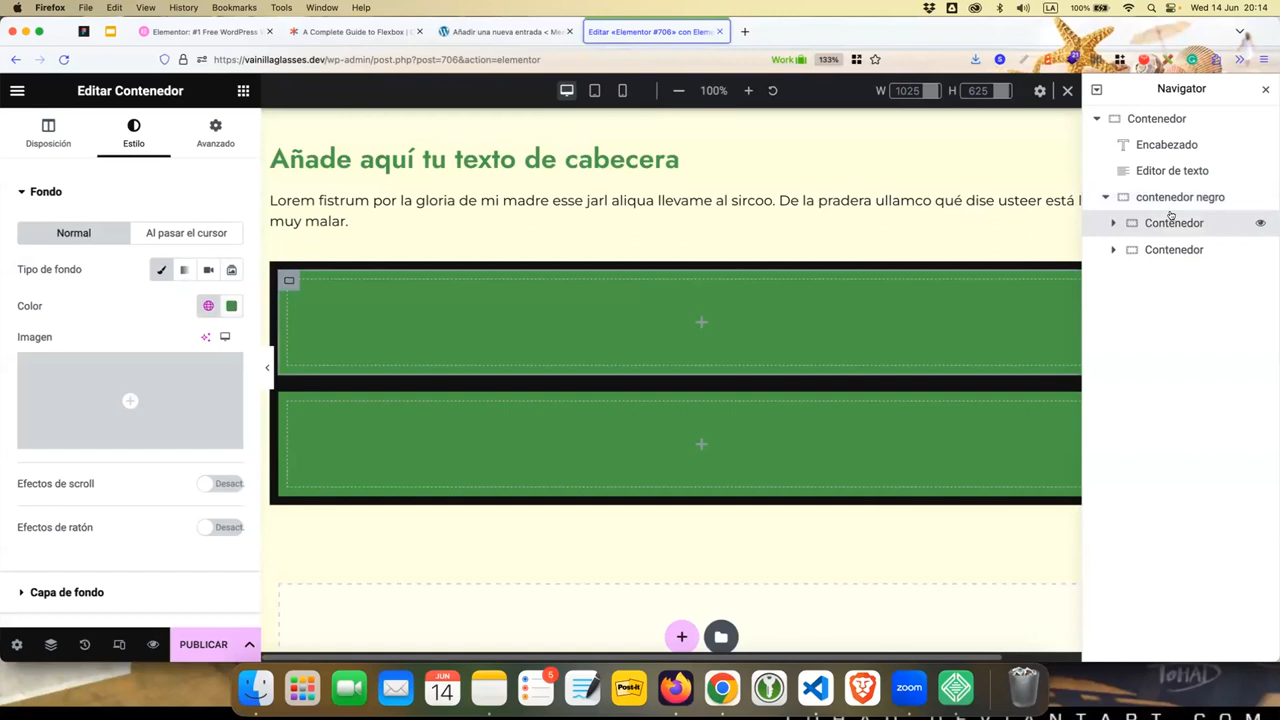 Firefox File Edit View History Bookmarks Tools Window Help LA 100% Wed 14 Jun 20:14
Elementor: #1 Free WordPress W
A Complete Guide to Flexbox | 
Añadir una nueva entrada < Me
Editar «Elementor #706» con Elem
https://vainillaglasses.dev/wp-admin/post.php?post=706&action=elementor
Work 133%
Editar Contenedor
100%
W 1025 H 625
Navigator
Disposición
Estilo
Avanzado
Contenedor
Encabezado
Editor de texto
contenedor negro
Contenedor
Contenedor
Fondo
Normal
Al pasar el cursor
Tipo de fondo
Color
Imagen
Efectos de scroll
Desact.
Efectos de ratón
Desact.
Capa de fondo
PUBLICAR
Añade aquí tu texto de cabecera
Lorem fistrum por la gloria de mi madre esse jarl aliqua llevame al sircoo. De la pradera ullamco qué dise usteer está l
muy malar.
JUN
14
5
Post-it
zoom